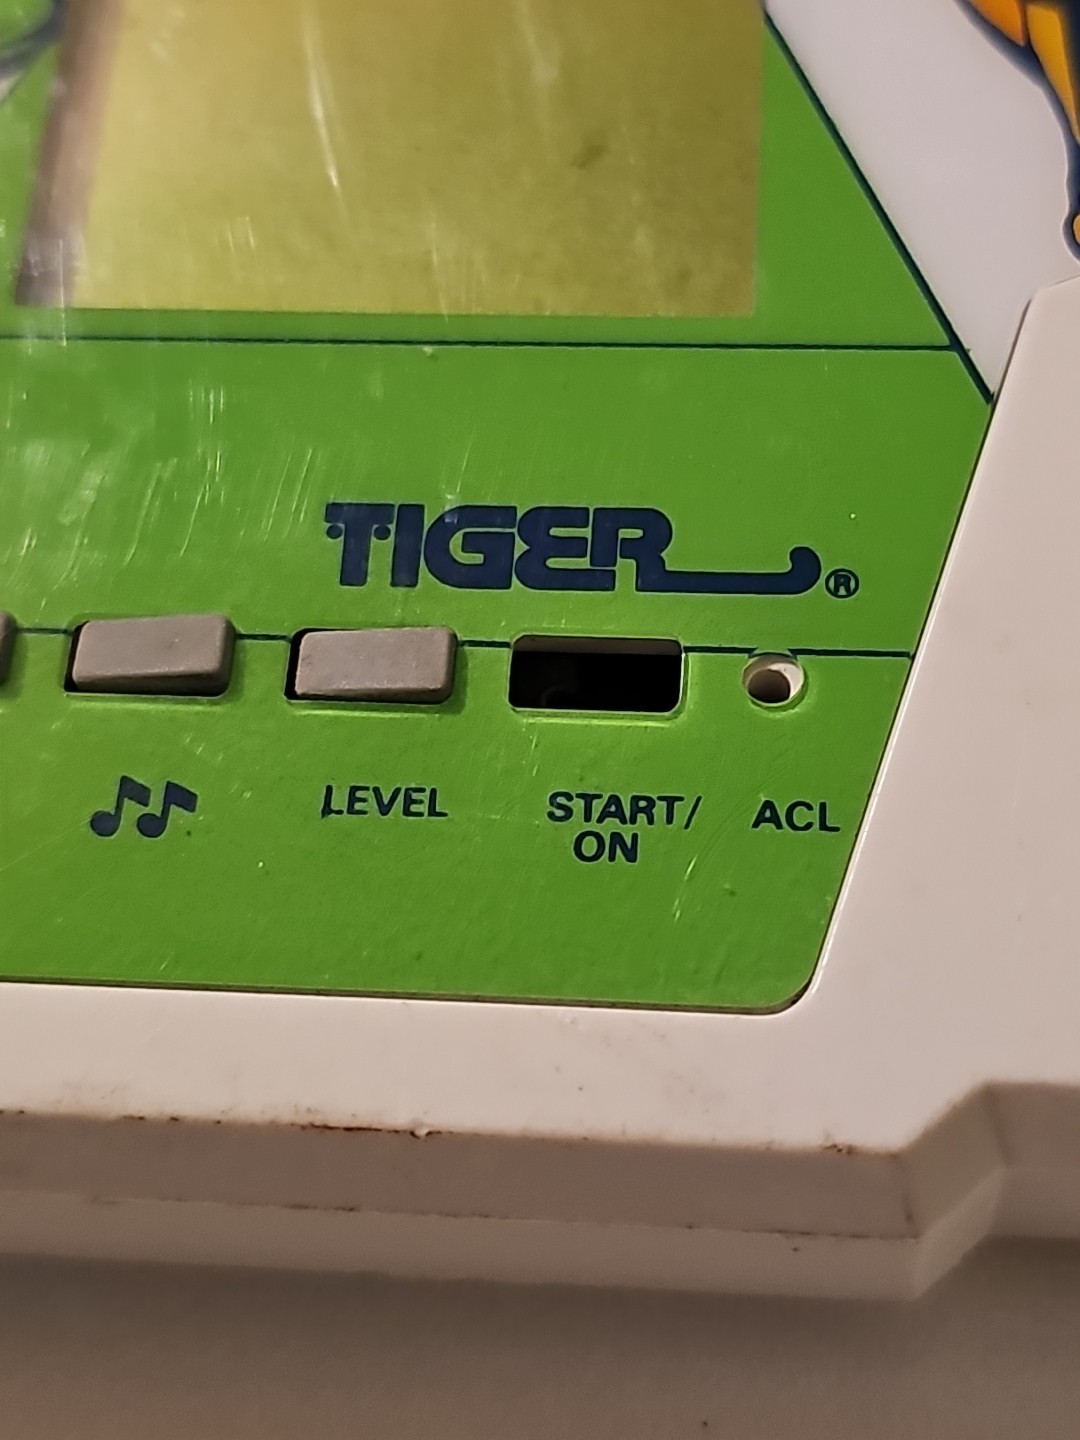 TIGER®
LEVEL
START/
ON
ACL